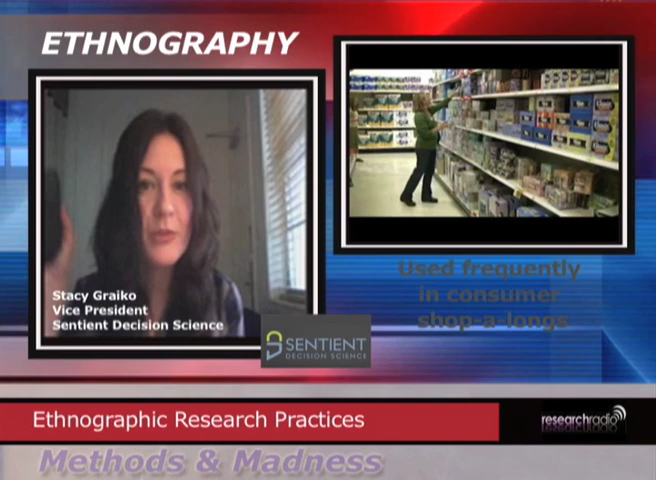 ETHNOGRAPHY
Stacy Graiko
Vice President
Sentient Decision Science
SENTIENT
DECISION SCIENCE
Used frequently
in consumer
shop-a-longs
Ethnographic Research Practices
researchradio
Methods & Madness